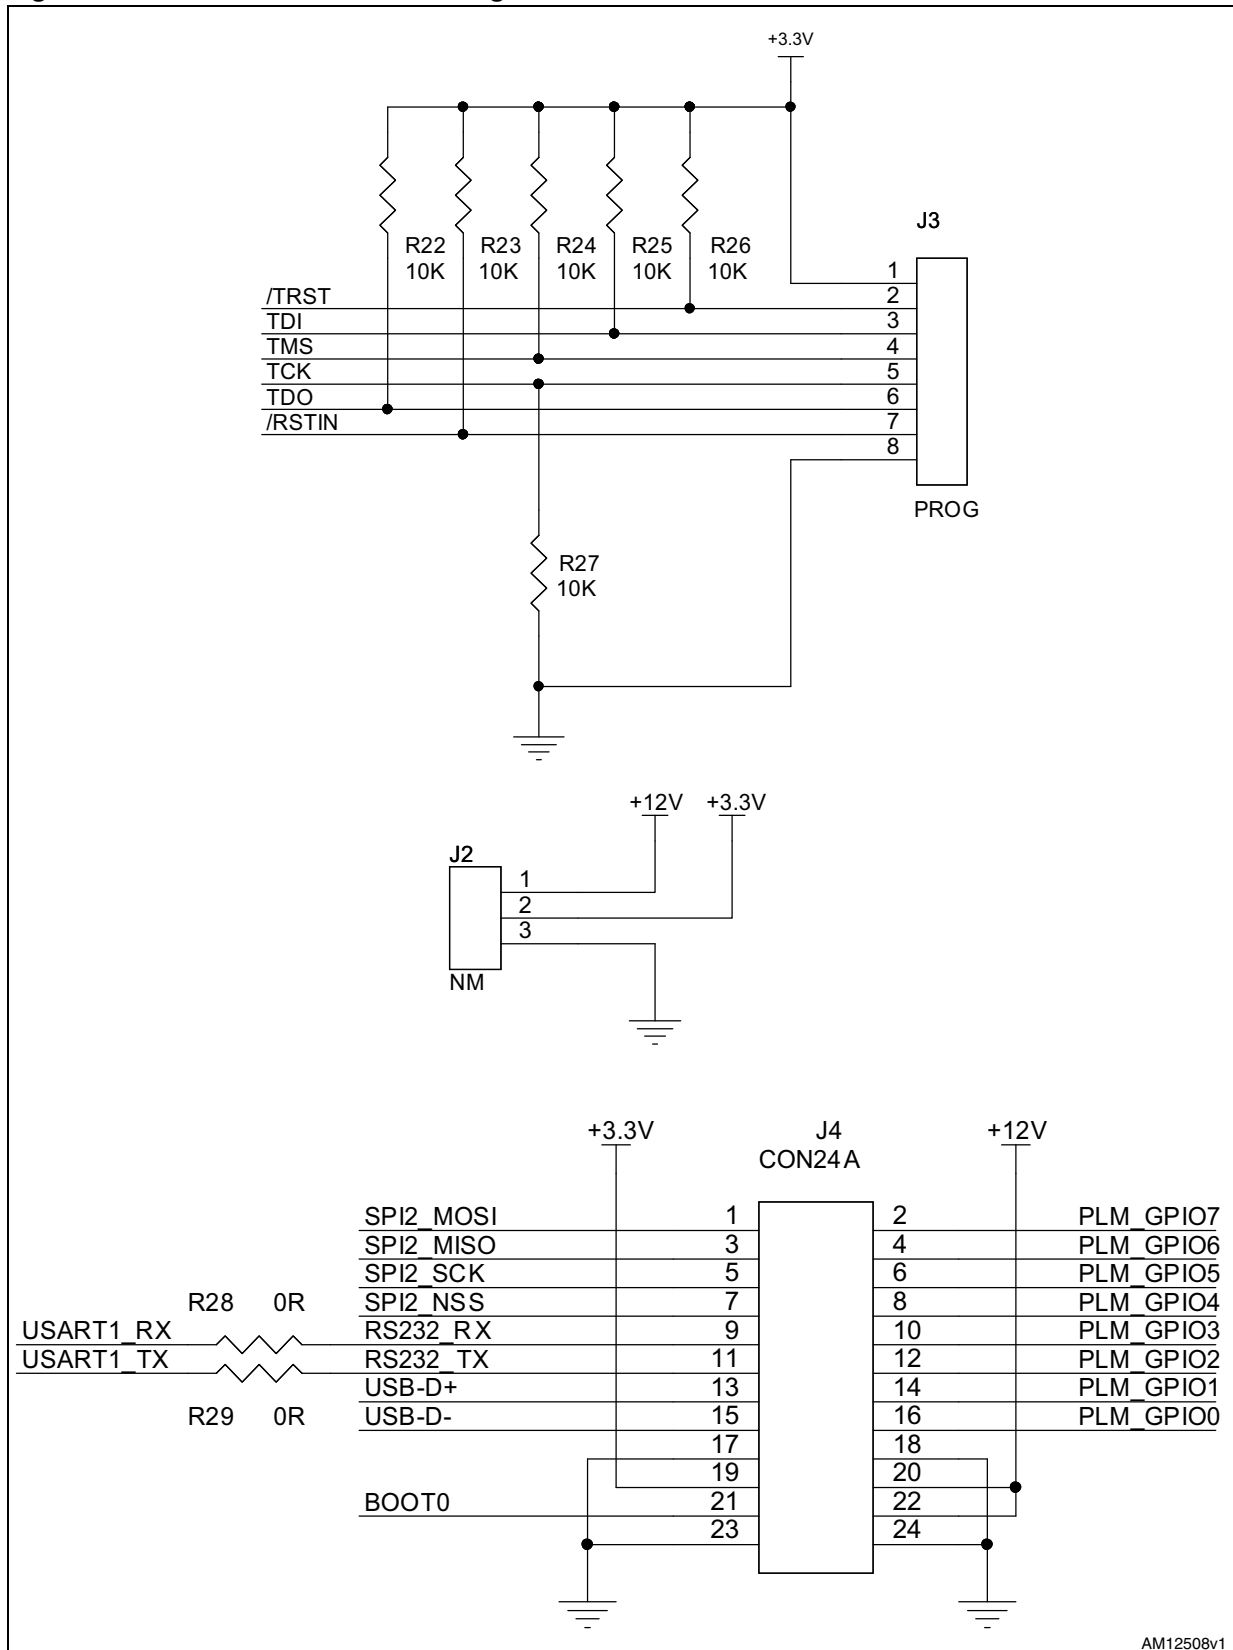 +3.3V
J3
R22 R23 R24 R25 R26
10K 10K 10K 10K 10K
1
/TRST 2
TDI 3
TMS 4
TCK 5
TDO 6
/RSTIN 7
8
PROG
R27
10K
+12V +3.3V
J2
1
2
3
NM
+3.3V J4 +12V
CON24A
SPI2_MOSI 1 2 PLM_GPIO7
SPI2_MISO 3 4 PLM_GPIO6
SPI2_SCK 5 6 PLM_GPIO5
R28 0R SPI2_NSS 7 8 PLM_GPIO4
USART1_RX RS232_RX 9 10 PLM_GPIO3
USART1_TX RS232_TX 11 12 PLM_GPIO2
USB-D+ 13 14 PLM_GPIO1
R29 0R USB-D- 15 16 PLM_GPIO0
17 18
19 20
BOOT0 21 22
23 24
AM12508v1